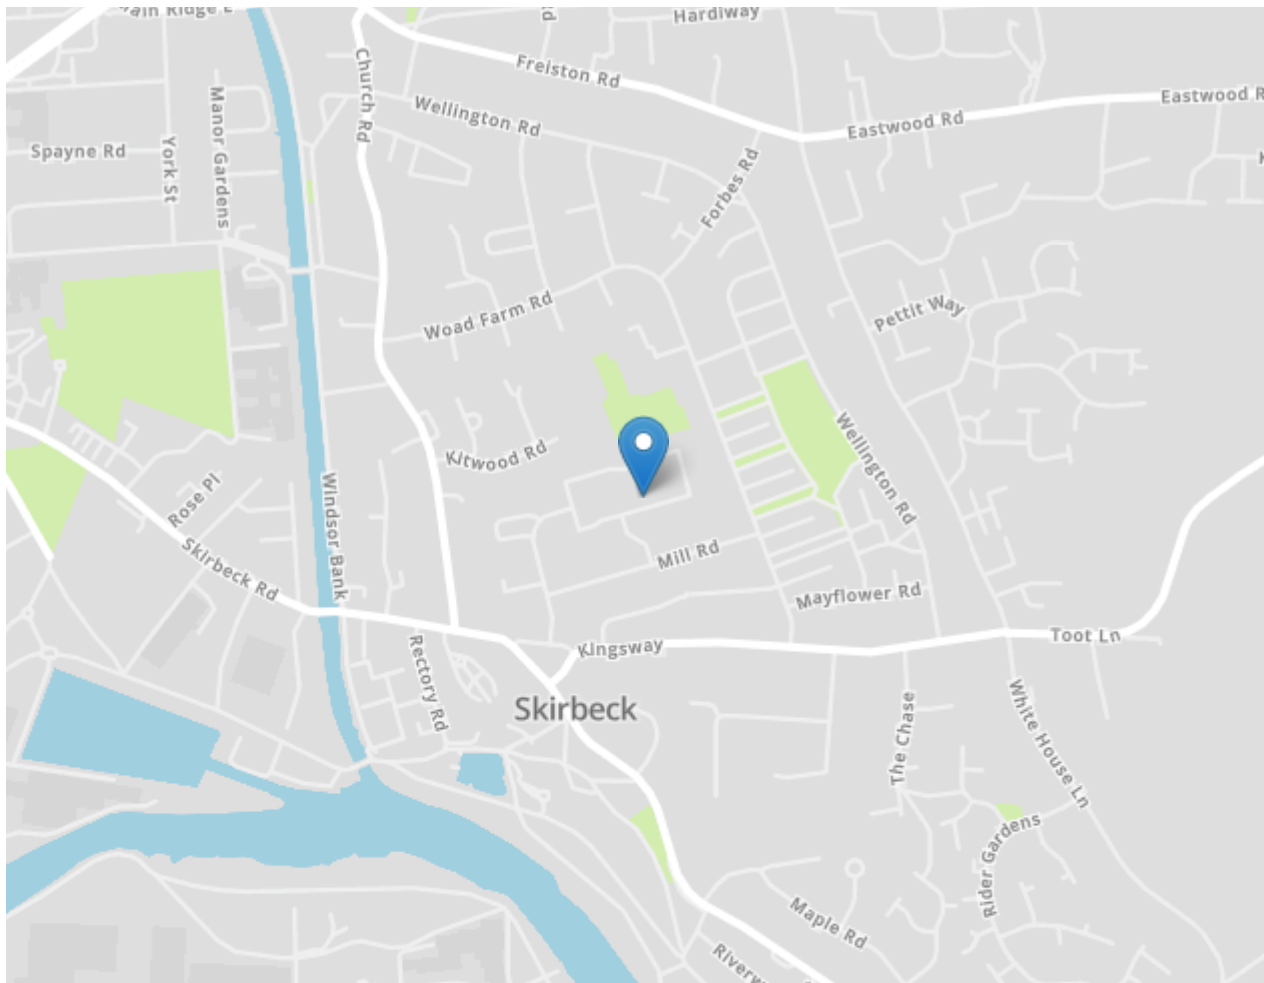 Hardiway
Freiston Rd
Church Rd
Wellington Rd
Eastwood Rd
Eastwood R
Manor Gardens
York St
Spayne Rd
Forbes Rd
Woad Farm Rd
Pettit Way
Kitwood Rd
Wellington Rd
Rose Pl
Windsor Bank
Skirbeck Rd
Mill Rd
Mayflower Rd
Kingsway
Toot Ln
Rectory Rd
Skirbeck
The Chase
White House Ln
Rider Gardens
Maple Rd